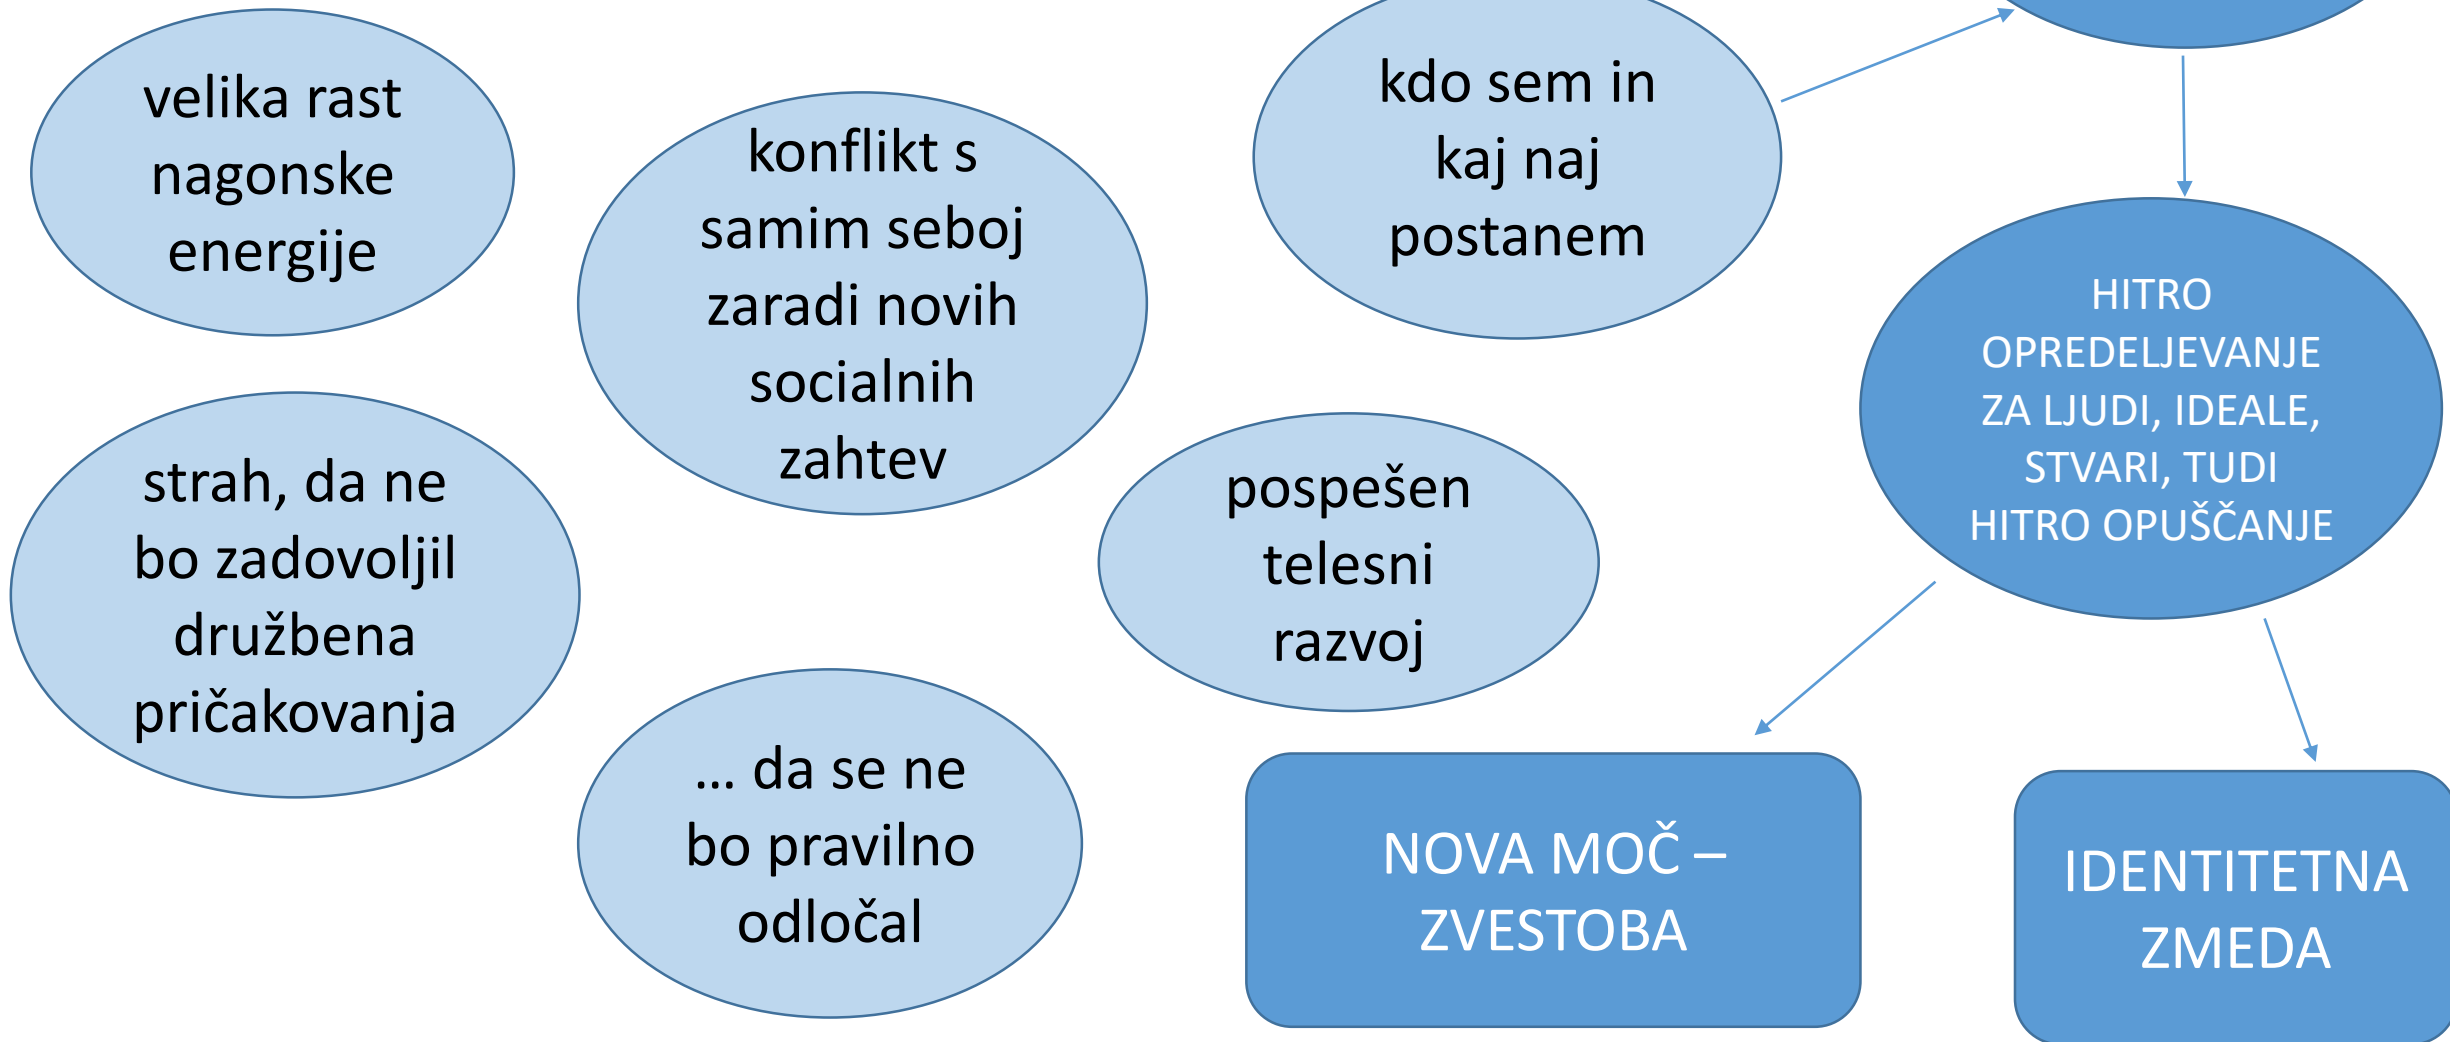 velika rast
nagonske
energije
konflikt s
samim seboj
zaradi novih
socialnih
zahtev
kdo sem in
kaj naj
postanem
HITRO
OPREDELJEVANJE
ZA LJUDI, IDEALE,
STVARI, TUDI
HITRO OPUŠČANJE
strah, da ne
bo zadovoljil
družbena
pričakovanja
pospešen
telesni
razvoj
... da se ne
bo pravilno
odločal
NOVA MOČ –
ZVESTOBA
IDENTITETNA
ZMEDA